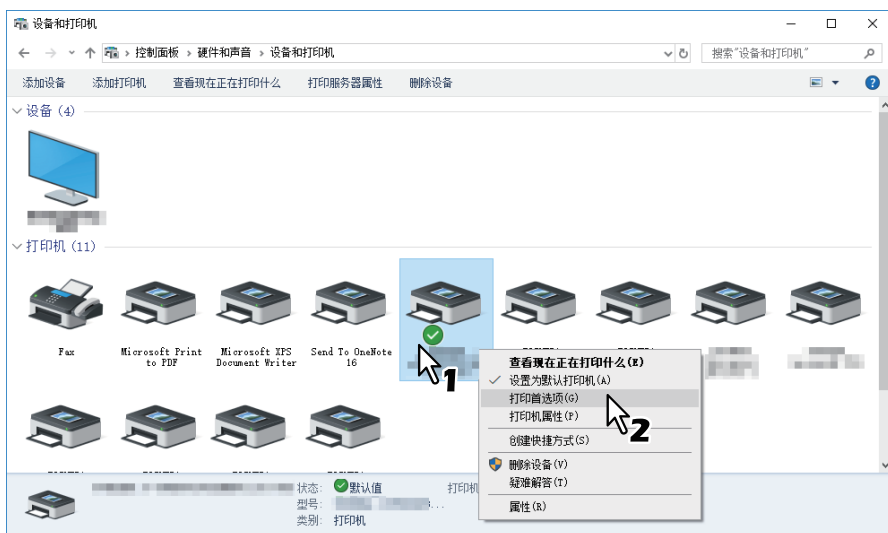 设备和打印机
控制面板 › 硬件和声音 › 设备和打印机
搜索"设备和打印机"
添加设备 添加打印机 查看现在正在打印什么 打印服务器属性 删除设备
设备 (4)
打印机 (11)
Fax
Microsoft Print to PDF
Microsoft XPS Document Writer
Send To OneNote 16
1
查看现在正在打印什么(E)
设置为默认打印机(A)
打印首选项(G)
打印机属性(P)
2
创建快捷方式(S)
删除设备(V)
疑难解答(T)
属性(R)
状态: 默认值 打印机
型号:
类别: 打印机